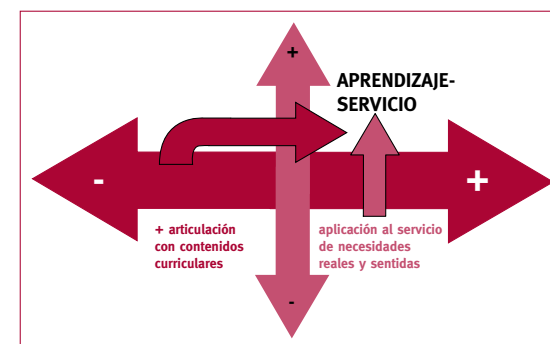 +
APRENDIZAJE-
SERVICIO
-
+
+ articulación
con contenidos
curriculares
aplicación al servicio
de necesidades
reales y sentidas
-